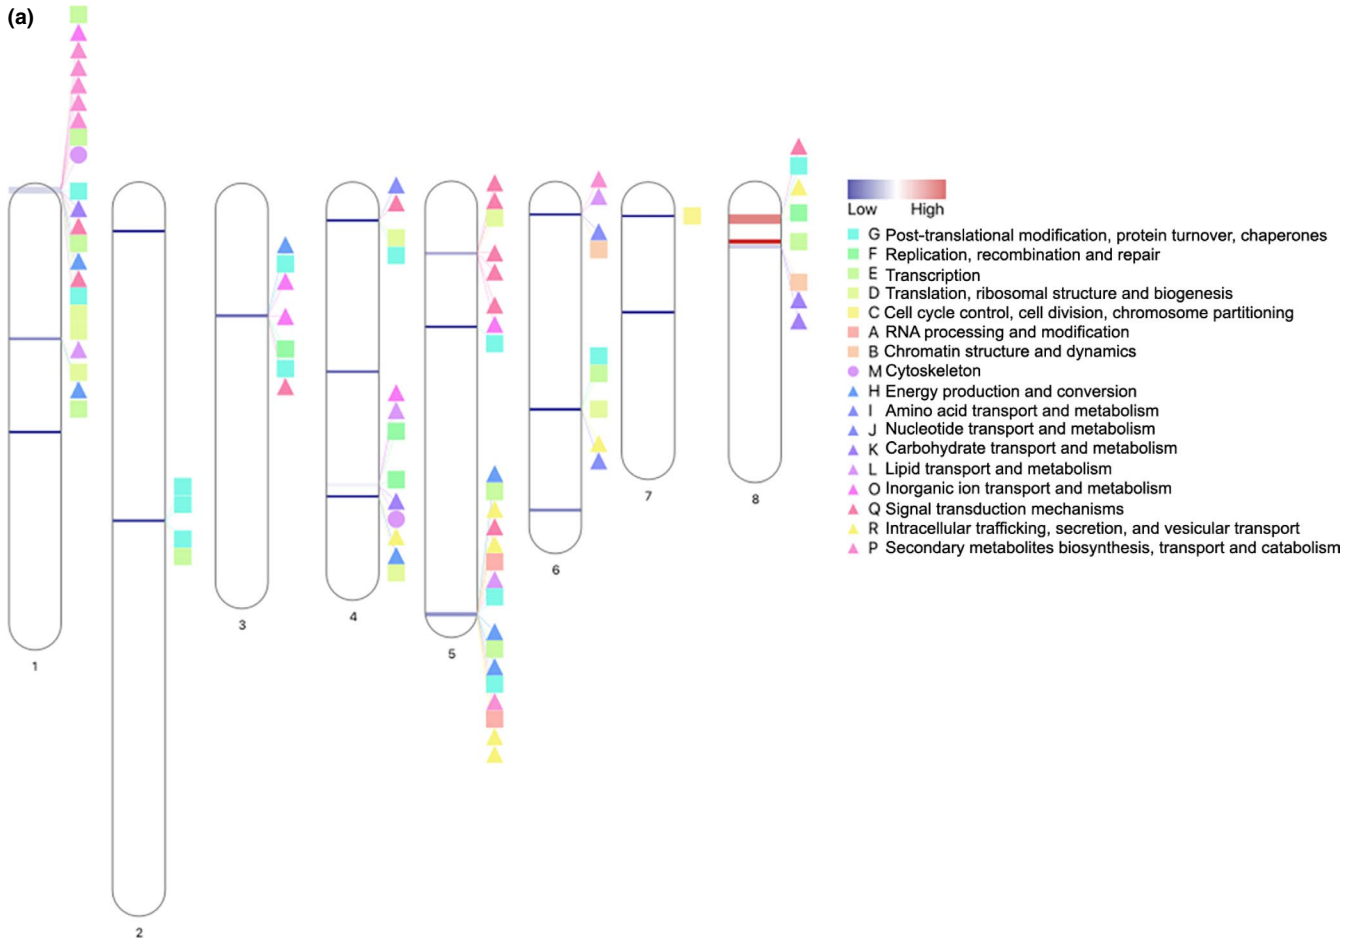 (a)
Low High
G Post-translational modification, protein turnover, chaperones
F Replication, recombination and repair
E Transcription
D Translation, ribosomal structure and biogenesis
C Cell cycle control, cell division, chromosome partitioning
A RNA processing and modification
B Chromatin structure and dynamics
M Cytoskeleton
H Energy production and conversion
I Amino acid transport and metabolism
J Nucleotide transport and metabolism
K Carbohydrate transport and metabolism
L Lipid transport and metabolism
O Inorganic ion transport and metabolism
Q Signal transduction mechanisms
R Intracellular trafficking, secretion, and vesicular transport
P Secondary metabolites biosynthesis, transport and catabolism
1
2
3
4
5
6
7
8